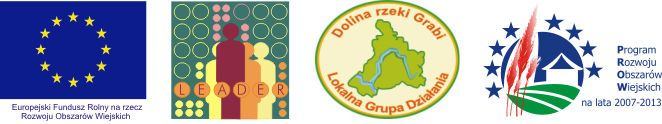 Europejski Fundusz Rolny na rzecz
Rozwoju Obszarów Wiejskich
LEADER
Dolina rzeki Grabi
Lokalna Grupa Działania
Program
Rozwoju
Obszarów
Wiejskich
na lata 2007-2013
PROW